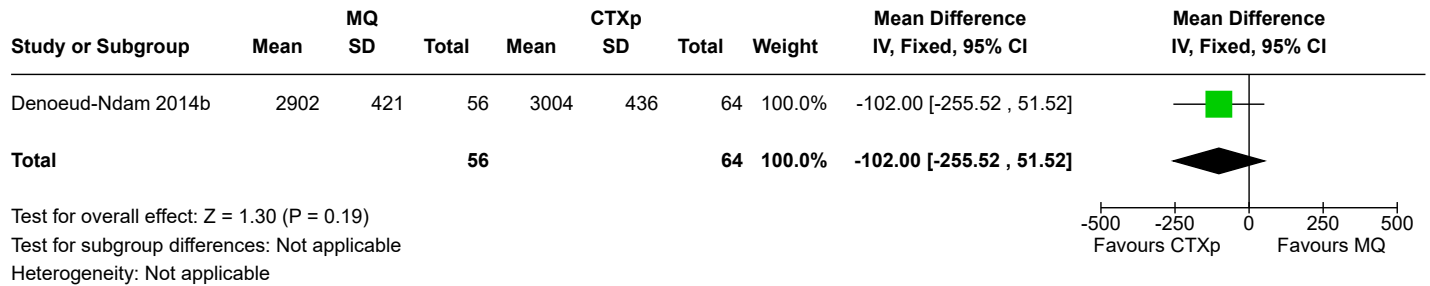 MQ CTXp Mean Difference Mean Difference
Study or Subgroup Mean SD Total Mean SD Total Weight IV, Fixed, 95% CI IV, Fixed, 95% CI
Denoeud-Ndam 2014b 2902 421 56 3004 436 64 100.0% -102.00 [-255.52 , 51.52]
Total 56 64 100.0% -102.00 [-255.52 , 51.52]
Test for overall effect: Z = 1.30 (P = 0.19)
Test for subgroup differences: Not applicable
Heterogeneity: Not applicable
-500 -250 0 250 500
Favours CTXp Favours MQ